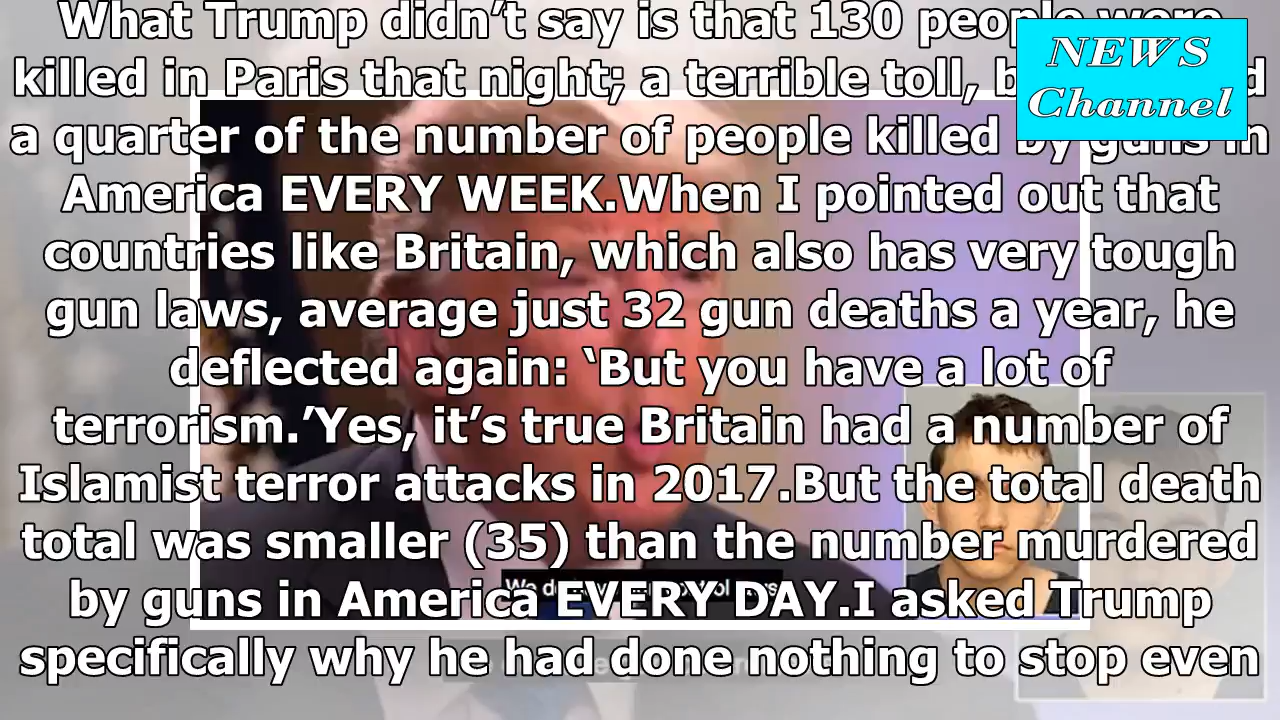 What Trump didn’t say is that 130 people were
killed in Paris that night; a terrible toll,
a quarter of the number of people killed by guns in
America EVERY WEEK.When I pointed out that
countries like Britain, which also has very tough
gun laws, average just 32 gun deaths a year, he
deflected again: ‘But you have a lot of
terrorism.’Yes, it’s true Britain had a number of
Islamist terror attacks in 2017.But the total death
total was smaller (35) than the number murdered
by guns in America EVERY DAY.I asked Trump
specifically why he had done nothing to stop even
NEWS
Channel
We